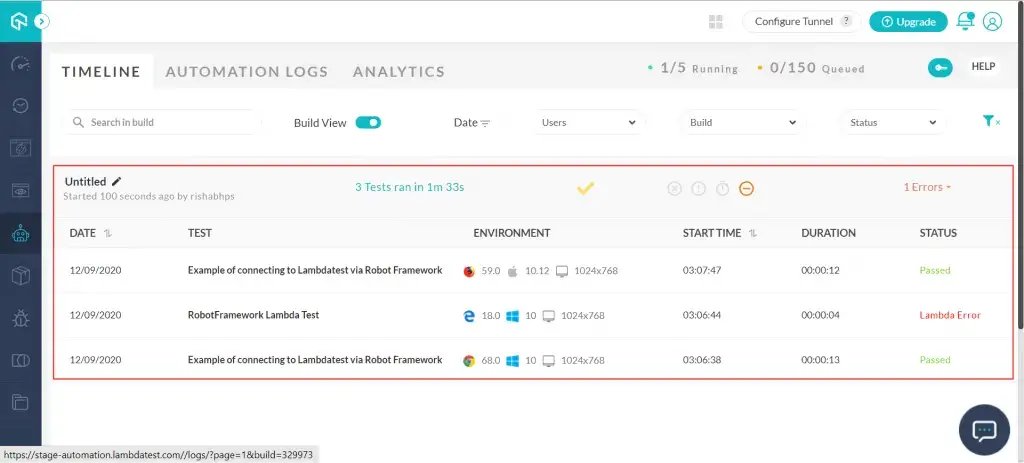 Configure Tunnel ? Upgrade
TIMELINE AUTOMATION LOGS ANALYTICS 1/5 Running 0/150 Queued HELP
Search in build Build View Date Users Build Status
Untitled 3 Tests ran in 1m 33s 1 Errors
Started 100 seconds ago by rishabhps
DATE TEST ENVIRONMENT START TIME DURATION STATUS
12/09/2020 Example of connecting to Lambdatest via Robot Framework 59.0 10.12 1024x768 03:07:47 00:00:12 Passed
12/09/2020 RobotFramework Lambda Test 18.0 10 1024x768 03:06:44 00:00:04 Lambda Error
12/09/2020 Example of connecting to Lambdatest via Robot Framework 68.0 10 1024x768 03:06:38 00:00:13 Passed
https://stage-automation.lambdatest.com//logs/?page=1&build=329973